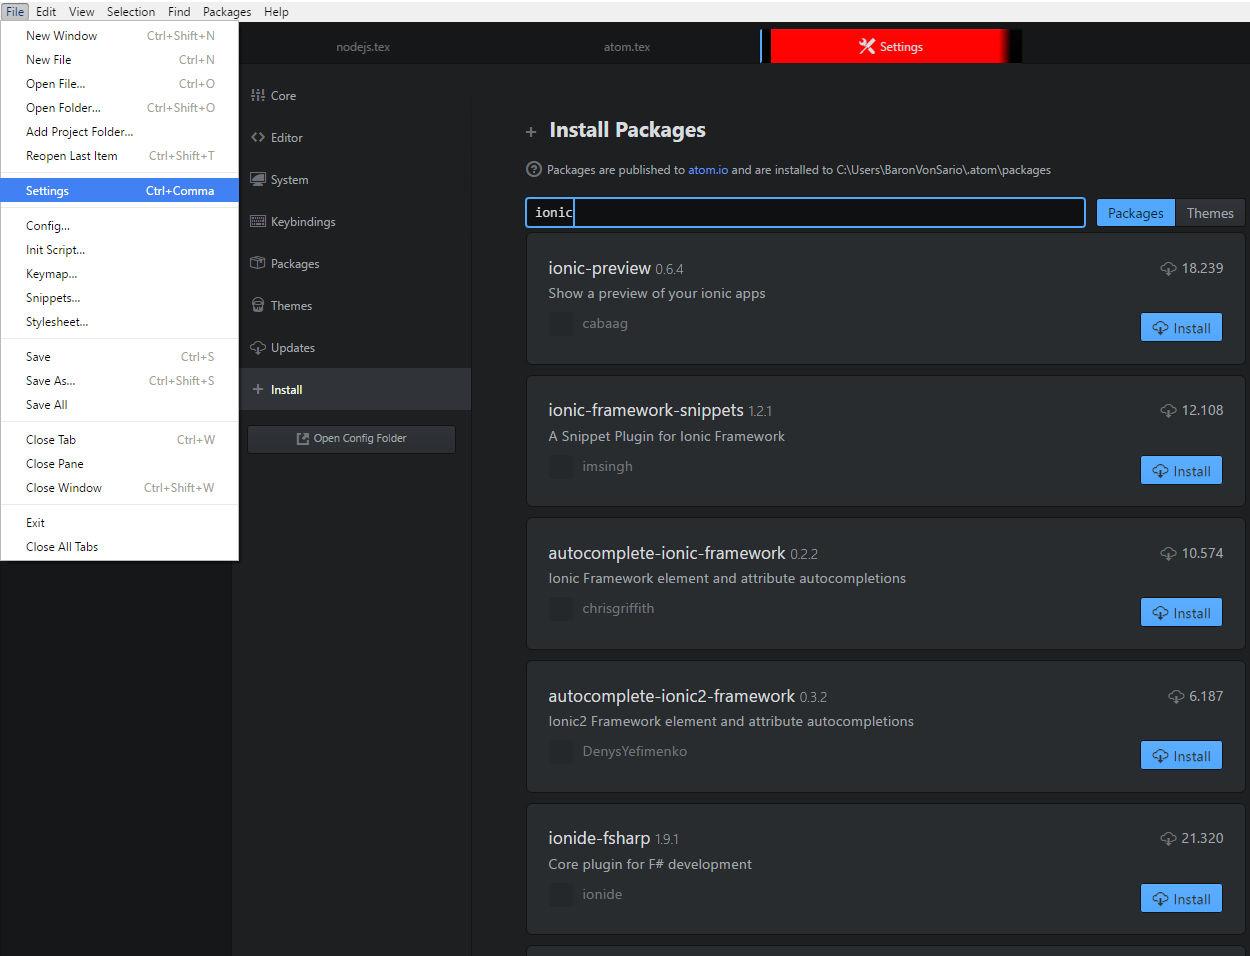 File Edit View Selection Find Packages Help
New Window Ctrl+Shift+N
New File Ctrl+N
Open File... Ctrl+O
Open Folder... Ctrl+Shift+O
Add Project Folder...
Reopen Last Item Ctrl+Shift+T
Settings Ctrl+Comma
Config...
Init Script...
Keymap...
Snippets...
Stylesheet...
Save Ctrl+S
Save As... Ctrl+Shift+S
Save All
Close Tab Ctrl+W
Close Pane
Close Window Ctrl+Shift+W
Exit
Close All Tabs
nodejs.tex atom.tex Settings
Core
Editor
System
Keybindings
Packages
Themes
Updates
Install
Open Config Folder
Install Packages
Packages are published to atom.io and are installed to C:\Users\BaronVonSario\.atom\packages
ionic
Packages Themes
ionic-preview 0.6.4 18.239
Show a preview of your ionic apps
cabaag
Install
ionic-framework-snippets 1.2.1 12.108
A Snippet Plugin for Ionic Framework
imsingh
Install
autocomplete-ionic-framework 0.2.2 10.574
Ionic Framework element and attribute autocompletions
chrisgriffith
Install
autocomplete-ionic2-framework 0.3.2 6.187
Ionic2 Framework element and attribute autocompletions
DenysYefimenko
Install
ionide-fsharp 1.9.1 21.320
Core plugin for F# development
ionide
Install